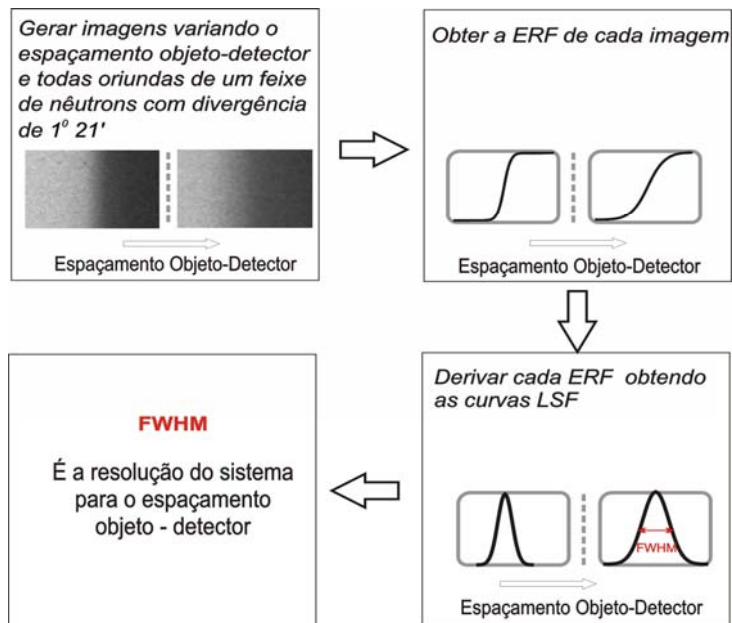 Gerar imagens variando o
espaçamento objeto-detector
e todas oriundas de um feixe
de nêutrons com divergência
de 1º 21'
Espaçamento Objeto-Detector
Obter a ERF de cada imagem
Espaçamento Objeto-Detector
Derivar cada ERF obtendo
as curvas LSF
FWHM
Espaçamento Objeto-Detector
FWHM
É a resolução do sistema
para o espaçamento
objeto - detector